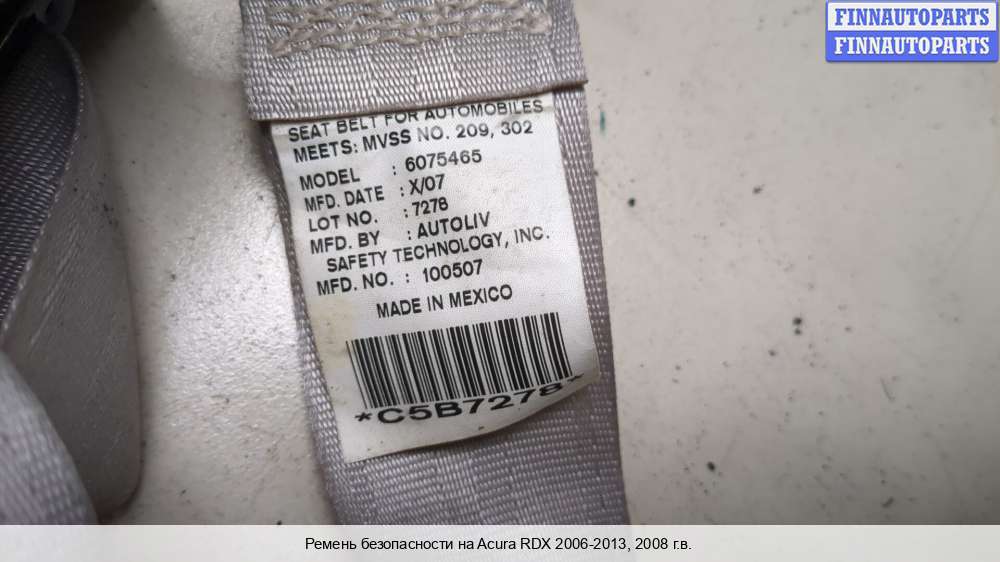 FINNAUTOPARTS
FINNAUTOPARTS
SEAT BELT FOR AUTOMOBILES
MEETS: MVSS NO. 209, 302
MODEL : 6075465
MFD. DATE : X/07
LOT NO. : 7278
MFD. BY : AUTOLIV
SAFETY TECHNOLOGY, INC.
MFD. NO. : 100507
MADE IN MEXICO
*C5B7278*
Ремень безопасности на Acura RDX 2006-2013, 2008 г.в.